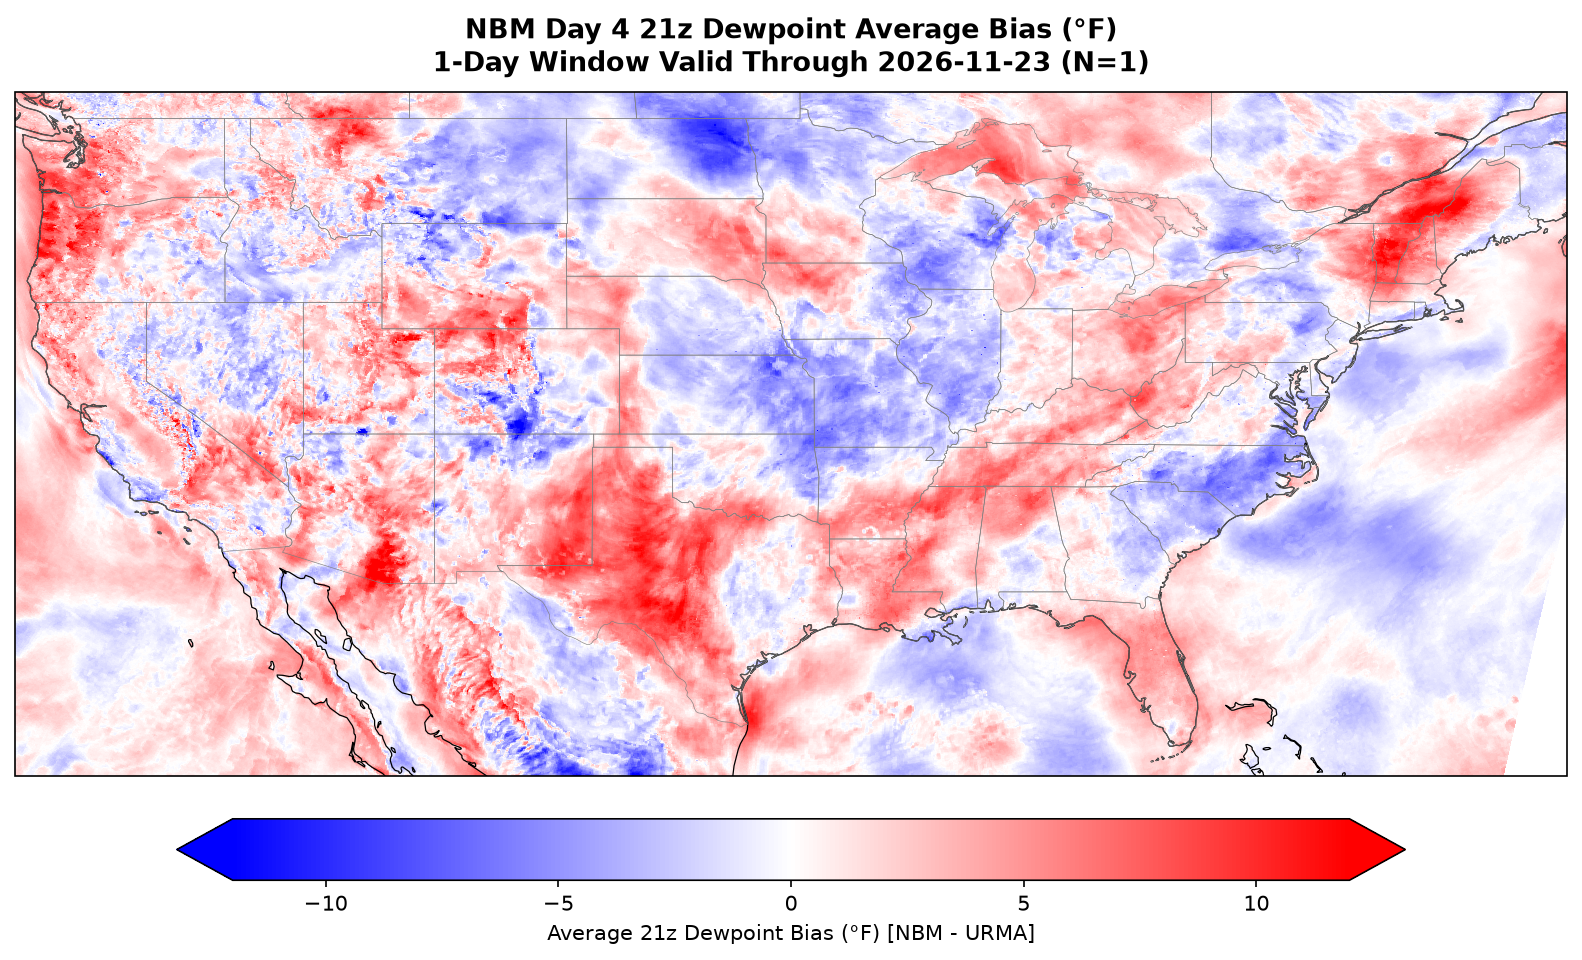 NBM Day 4 21z Dewpoint Average Bias (°F)
1-Day Window Valid Through 2026-11-23 (N=1)
−10
−5
0
5
10
Average 21z Dewpoint Bias (°F) [NBM - URMA]